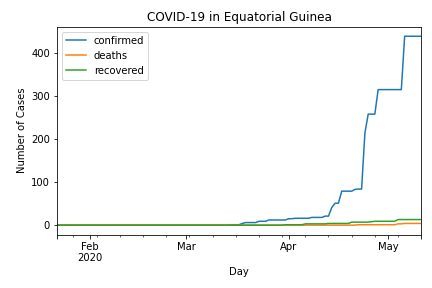 COVID-19 in Equatorial Guinea
confirmed
deaths
recovered
Number of Cases
400
300
200
100
0
Feb
2020
Mar
Apr
May
Day